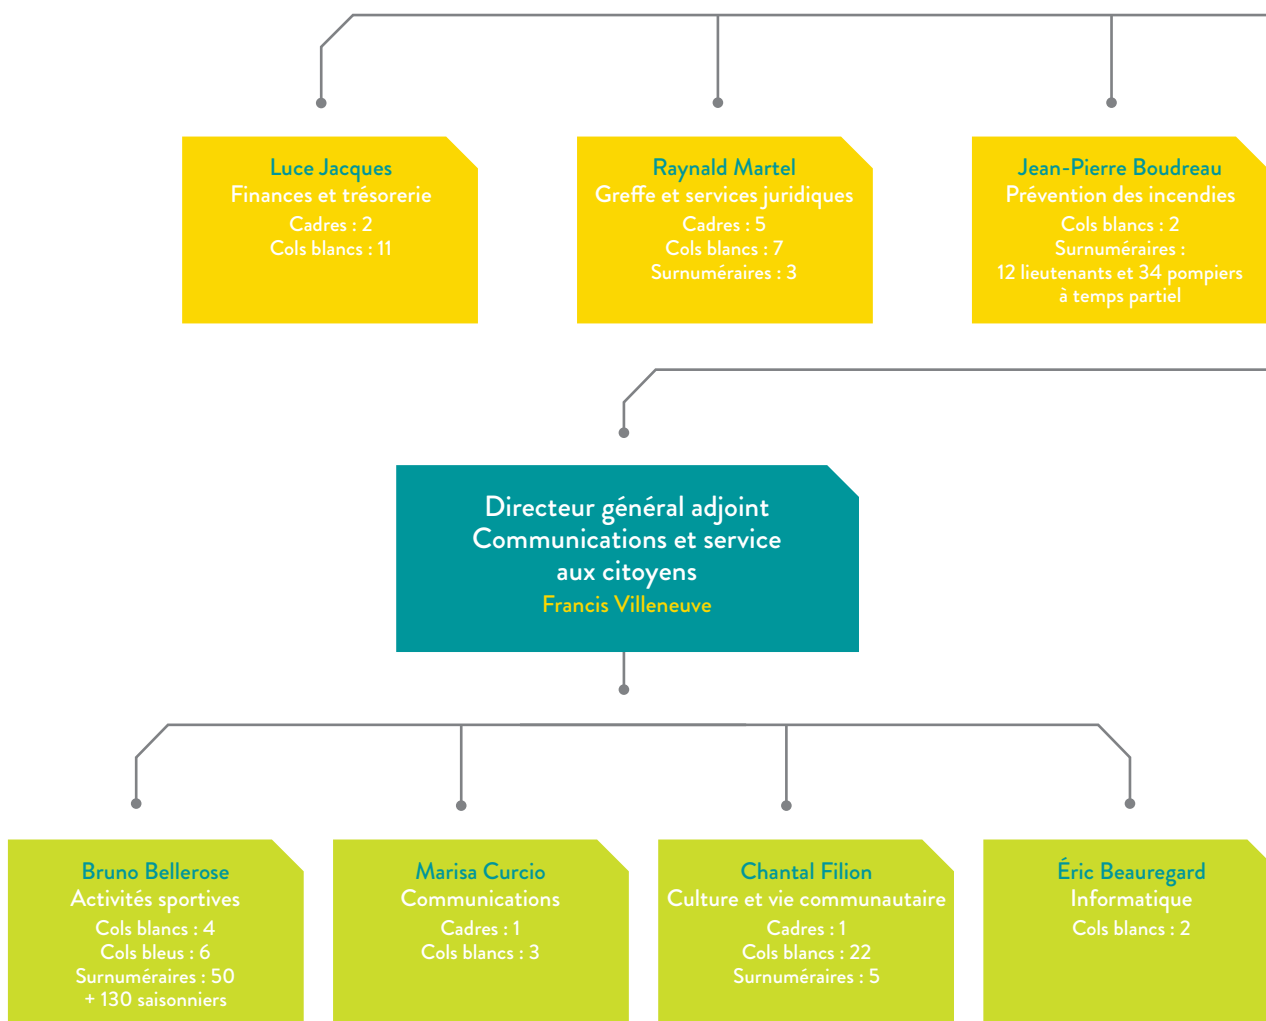 Luce Jacques
Finances et trésorerie
Cadres : 2
Cols blancs : 11
Raynald Martel
Greffe et services juridiques
Cadres : 5
Cols blancs : 7
Surnuméraires : 3
Jean-Pierre Boudreau
Prévention des incendies
Cols blancs : 2
Surnuméraires :
12 lieutenants et 34 pompiers
à temps partiel
Directeur général adjoint
Communications et service
aux citoyens
Francis Villeneuve
Bruno Bellerose
Activités sportives
Cols blancs : 4
Cols bleus : 6
Surnuméraires : 50
+ 130 saisonniers
Marisa Curcio
Communications
Cadres : 1
Cols blancs : 3
Chantal Filion
Culture et vie communautaire
Cadres : 1
Cols blancs : 22
Surnuméraires : 5
Éric Beauregard
Informatique
Cols blancs : 2